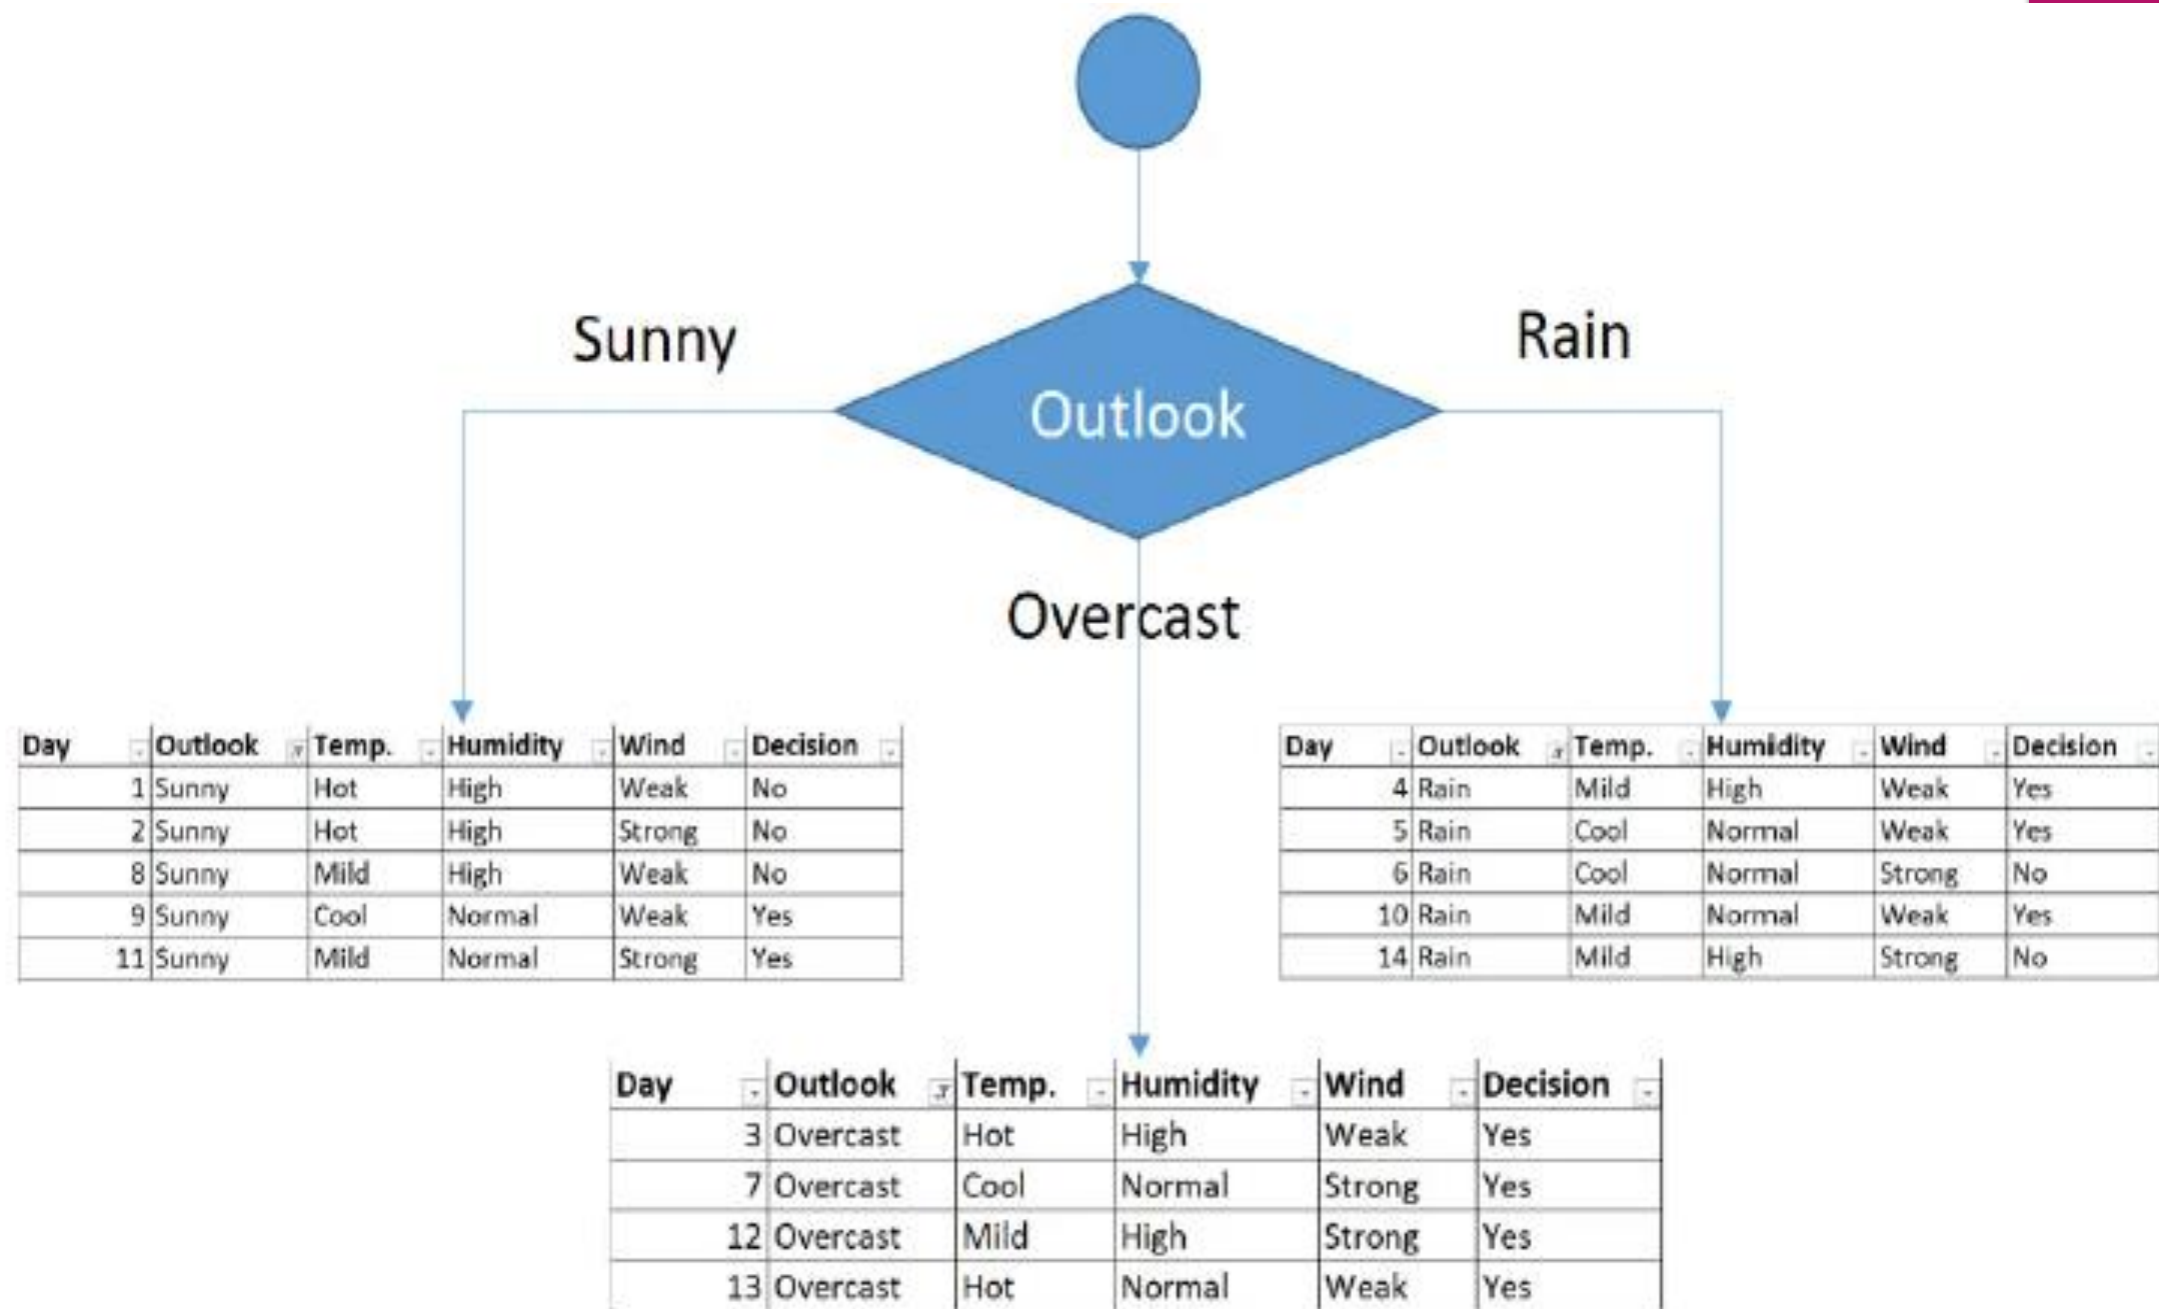 Sunny
Rain
Outlook
Overcast
Day Outlook Temp. Humidity Wind Decision
1 Sunny Hot High Weak No
2 Sunny Hot High Strong No
8 Sunny Mild High Weak No
9 Sunny Cool Normal Weak Yes
11 Sunny Mild Normal Strong Yes
Day Outlook Temp. Humidity Wind Decision
4 Rain Mild High Weak Yes
5 Rain Cool Normal Weak Yes
6 Rain Cool Normal Strong No
10 Rain Mild Normal Weak Yes
14 Rain Mild High Strong No
Day Outlook Temp. Humidity Wind Decision
3 Overcast Hot High Weak Yes
7 Overcast Cool Normal Strong Yes
12 Overcast Mild High Strong Yes
13 Overcast Hot Normal Weak Yes